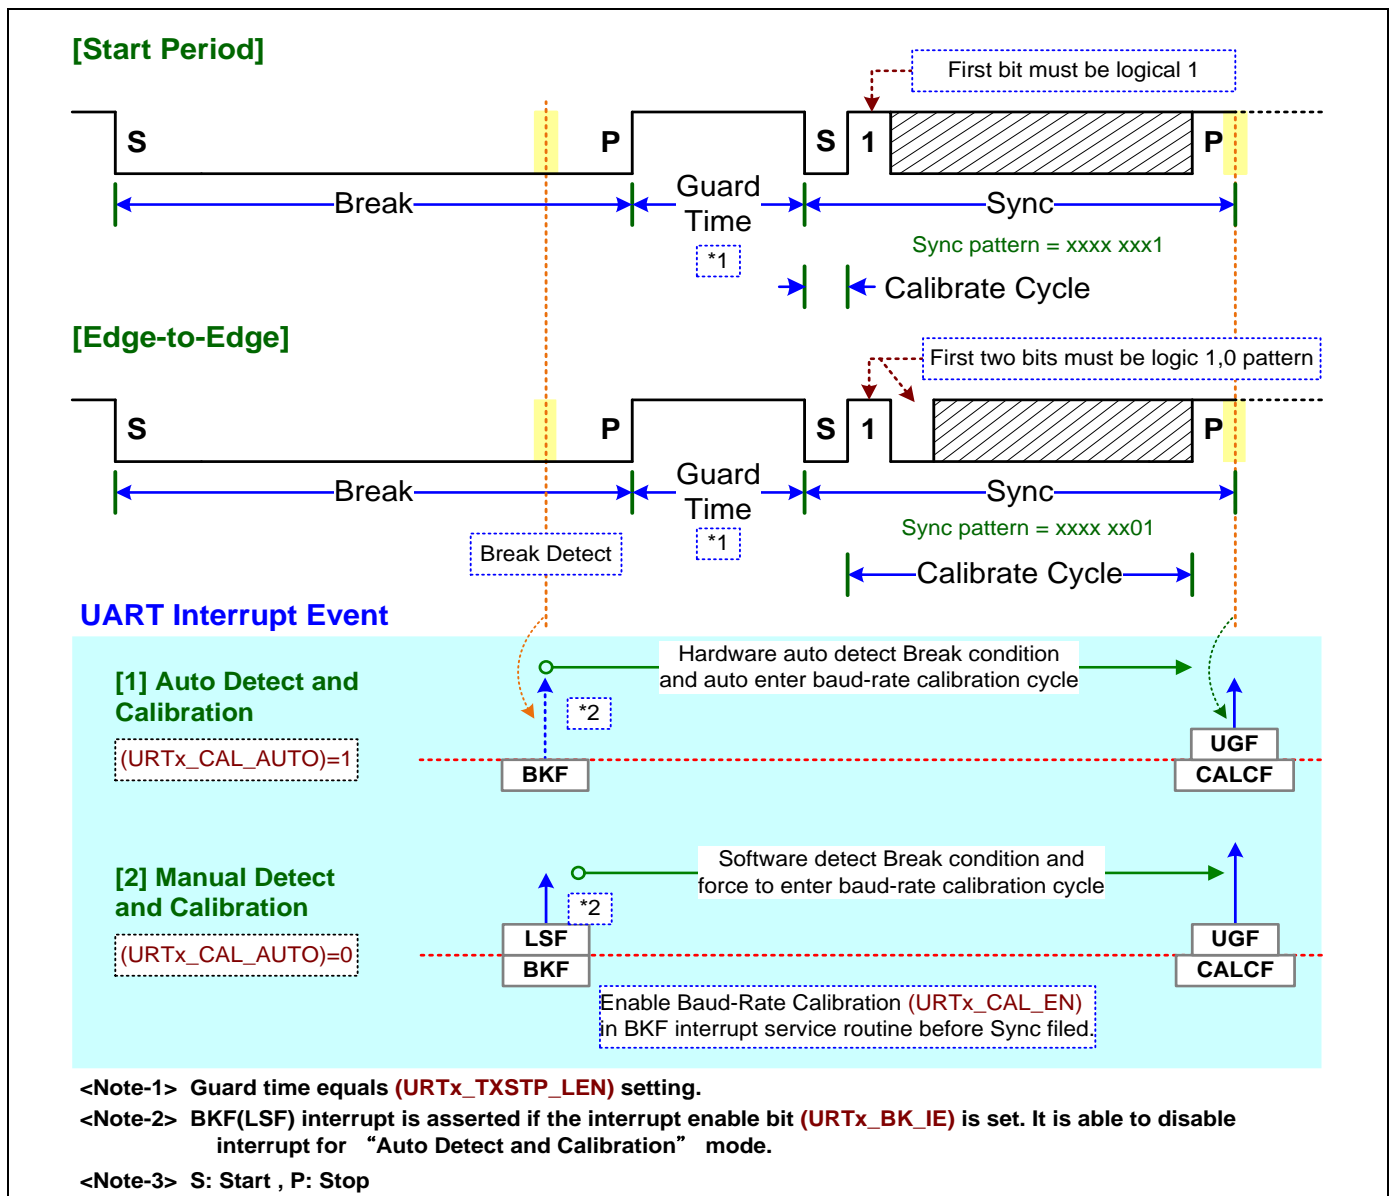 [Start Period]
First bit must be logical 1
S
P
S
1
P
Break
Guard
Time
Sync
*1
Sync pattern = xxxx xxx1
Calibrate Cycle
[Edge-to-Edge]
First two bits must be logic 1,0 pattern
S
P
S
1
P
Break
Guard
Time
Sync
*1
Sync pattern = xxxx xx01
Break Detect
Calibrate Cycle
UART Interrupt Event
[1] Auto Detect and
Calibration
(URTx_CAL_AUTO)=1
Hardware auto detect Break condition
and auto enter baud-rate calibration cycle
*2
BKF
UGF
CALCF
[2] Manual Detect
and Calibration
(URTx_CAL_AUTO)=0
Software detect Break condition and
force to enter baud-rate calibration cycle
*2
LSF
BKF
UGF
CALCF
Enable Baud-Rate Calibration (URTx_CAL_EN)
in BKF interrupt service routine before Sync filed.
<Note-1> Guard time equals (URTx_TXSTP_LEN) setting.
<Note-2> BKF(LSF) interrupt is asserted if the interrupt enable bit (URTx_BK_IE) is set. It is able to disable
interrupt for “Auto Detect and Calibration” mode.
<Note-3> S: Start , P: Stop